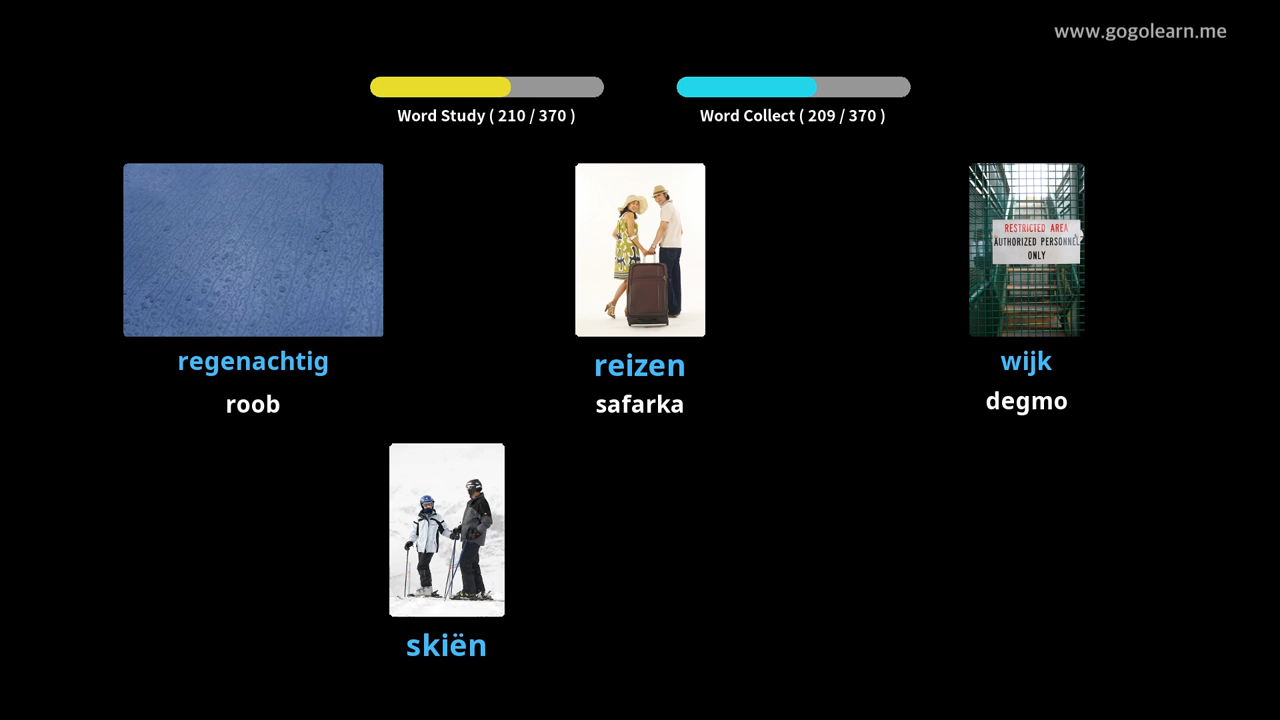 www.gogolearn.me
Word Study ( 210 / 370 )
Word Collect ( 209 / 370 )
RESTRICTED AREA
AUTHORIZED PERSONNEL
ONLY
regenachtig
reizen
wijk
roob
safarka
degmo
skiën